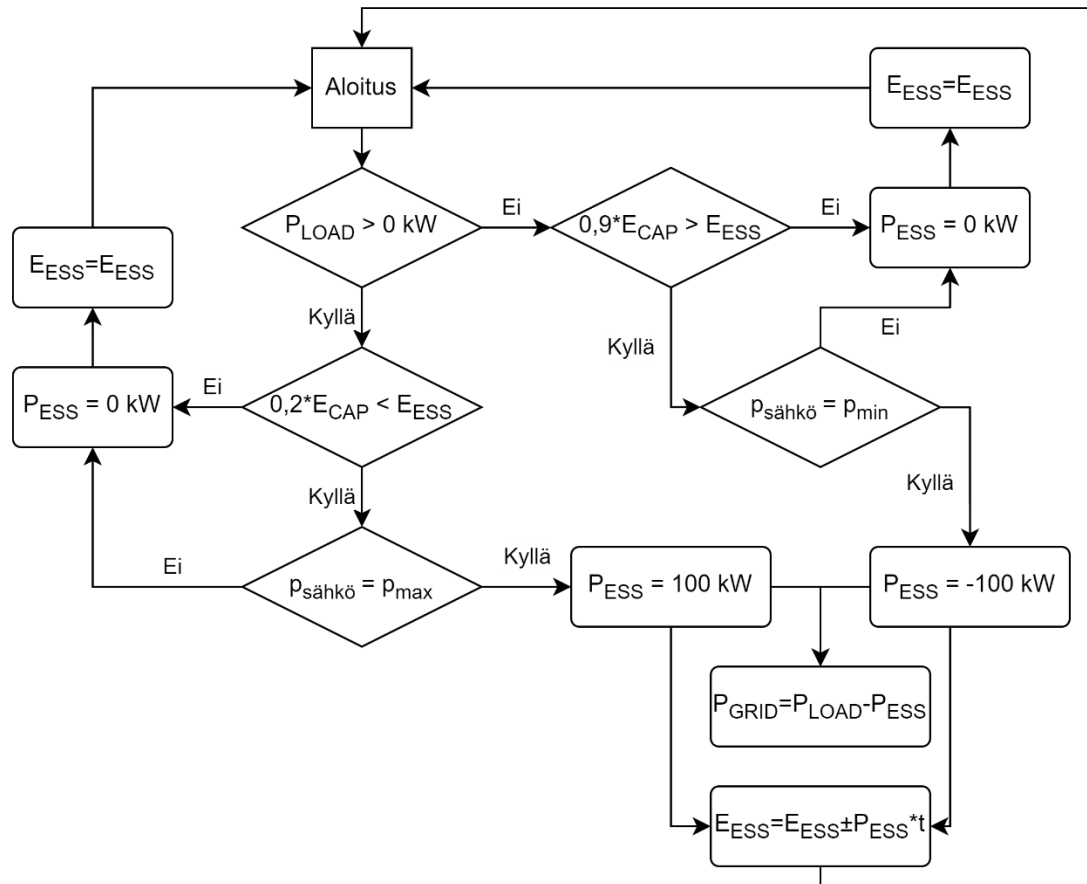 Aloitus
E_ESS=E_ESS
P_LOAD > 0 kW
Ei
0,9*E_CAP > E_ESS
Ei
P_ESS = 0 kW
E_ESS=E_ESS
Kyllä
Kyllä
Ei
P_ESS = 0 kW
Ei
0,2*E_CAP < E_ESS
p_sähkö = p_min
Kyllä
Kyllä
Ei
p_sähkö = p_max
Kyllä
P_ESS = 100 kW
P_ESS = -100 kW
P_GRID=P_LOAD-P_ESS
E_ESS=E_ESS±P_ESS*t